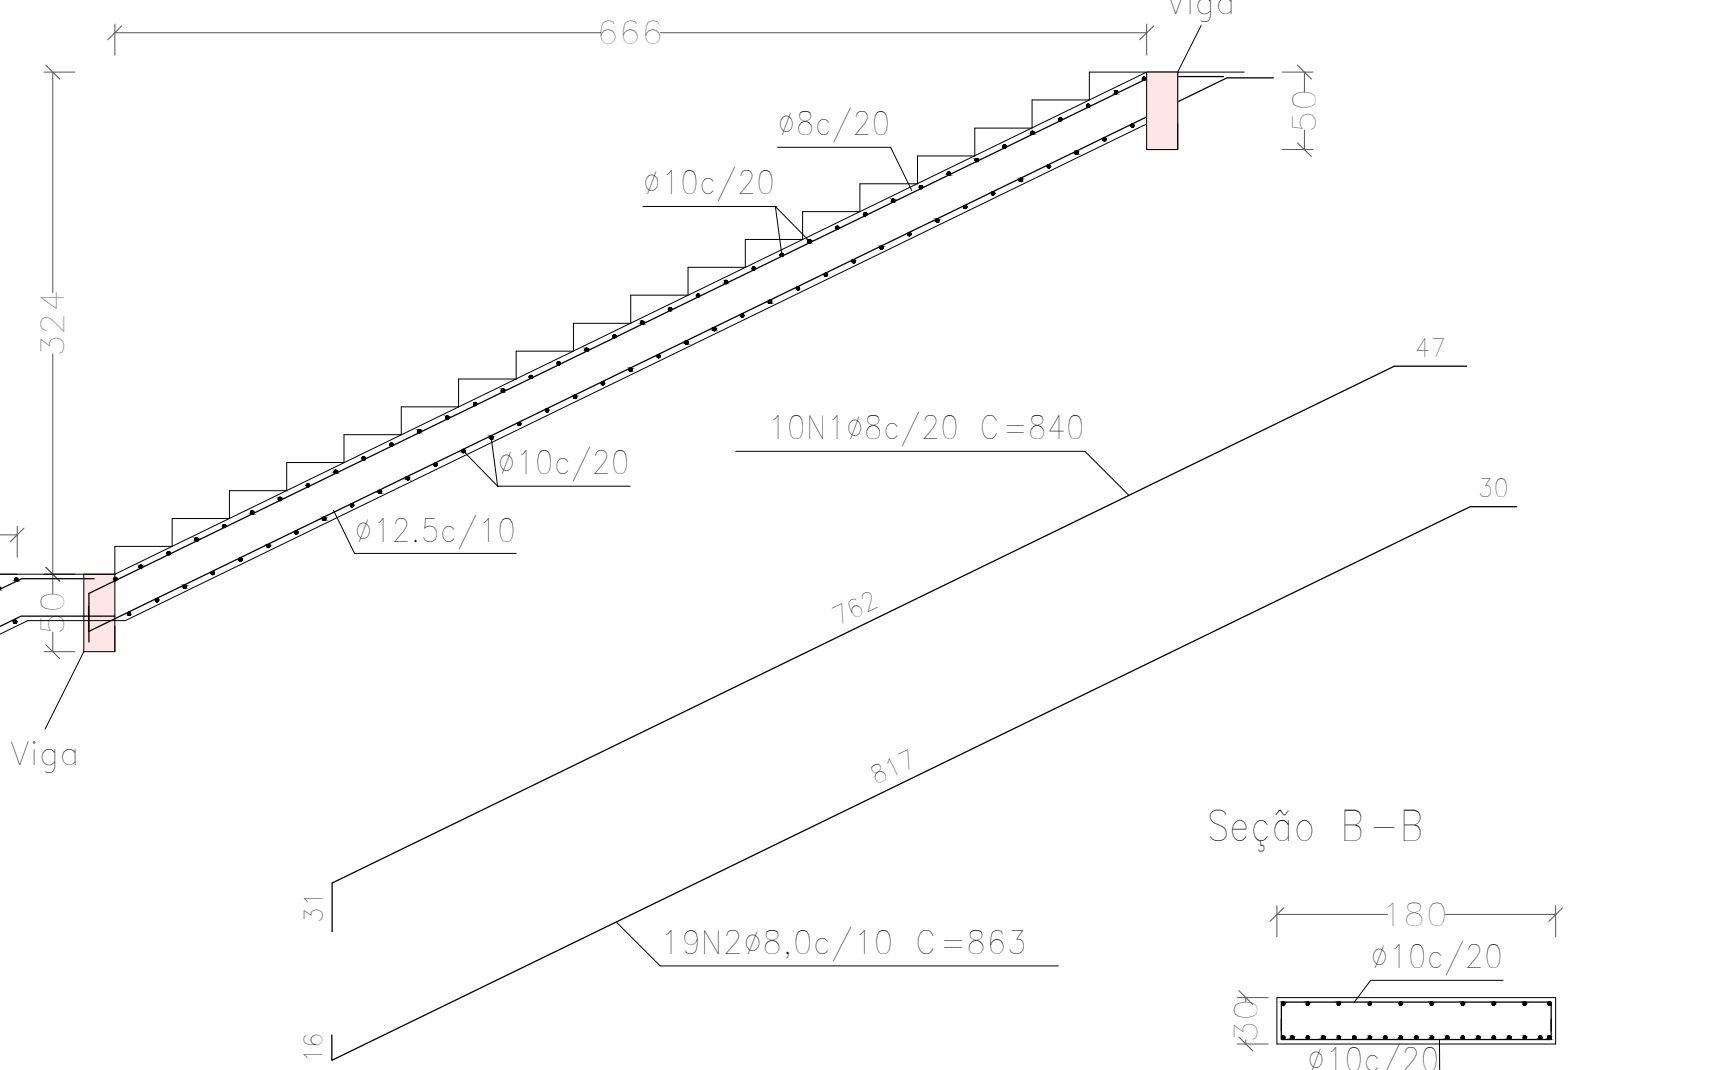 Viga
666
50
ø8c/20
ø10c/20
324
47
10N1ø8c/20 C=840
ø10c/20
30
ø12.5c/10
50
762
Viga
817
Seção B-B
31
180
19N2ø8,0c/10 C=863
ø10c/20
30
16
ø10c/20